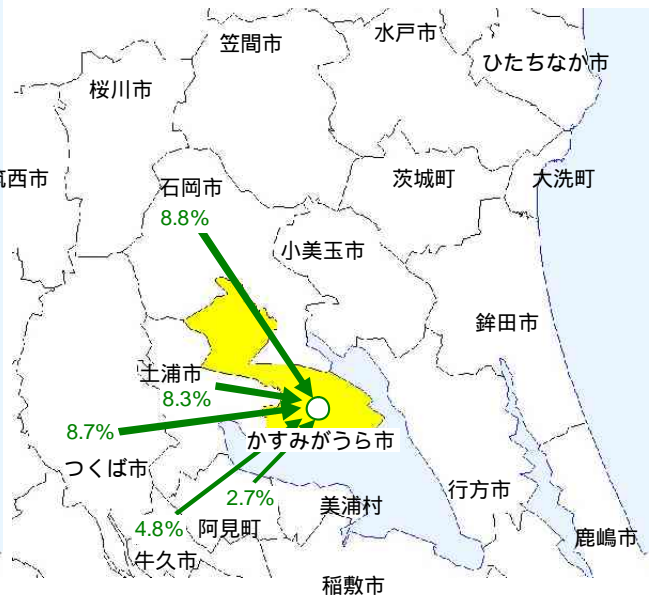 水戸市
笠間市
ひたちなか市
桜川市
筑西市
石岡市
茨城町
大洗町
8.8%
小美玉市
鉾田市
土浦市
8.3%
8.7%
かすみがうら市
つくば市
2.7%
行方市
美浦村
4.8%
阿見町
鹿嶋市
牛久市
稲敷市